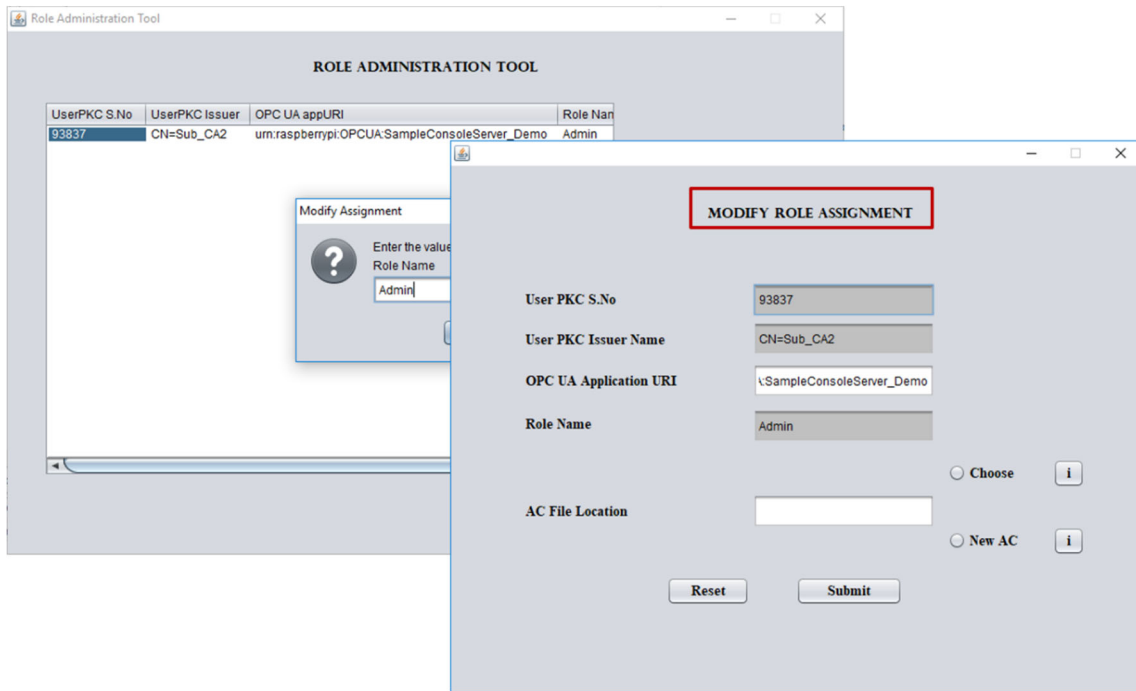 Role Administration Tool
ROLE ADMINISTRATION TOOL
UserPKC S.No UserPKC Issuer OPC UA appURI Role Nan
93837 CN=Sub_CA2 urn:raspberrypi:OPCUA:SampleConsoleServer_Demo Admin
Modify Assignment
Enter the value
Role Name
Admin
MODIFY ROLE ASSIGNMENT
User PKC S.No 93837
User PKC Issuer Name CN=Sub_CA2
OPC UA Application URI :SampleConsoleServer_Demo
Role Name Admin
Choose i
AC File Location
New AC i
Reset Submit